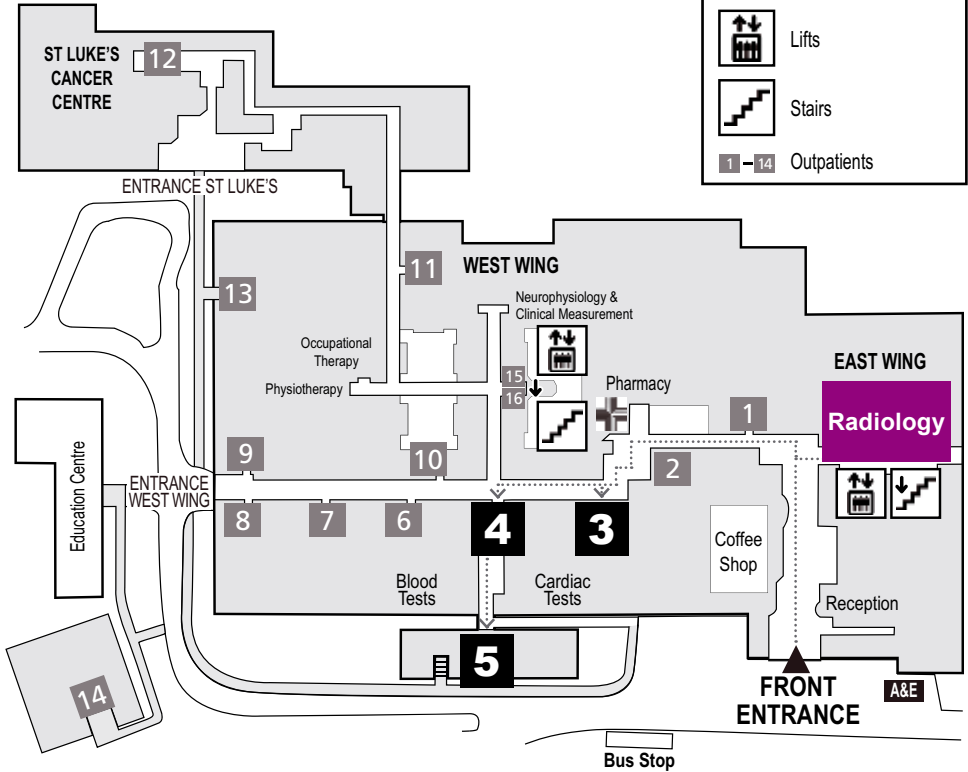 Lifts
Stairs
1 – 14 Outpatients
ST LUKE'S
CANCER
CENTRE
12
ENTRANCE ST LUKE'S
11
WEST WING
13
Neurophysiology &
Clinical Measurement
Occupational
Therapy
Physiotherapy
15
16
Pharmacy
EAST WING
Radiology
1
2
9
10
ENTRANCE
WEST WING
Education Centre
8
7
6
4
3
Coffee
Shop
Blood
Tests
Cardiac
Tests
Reception
5
14
FRONT
ENTRANCE
A&E
Bus Stop